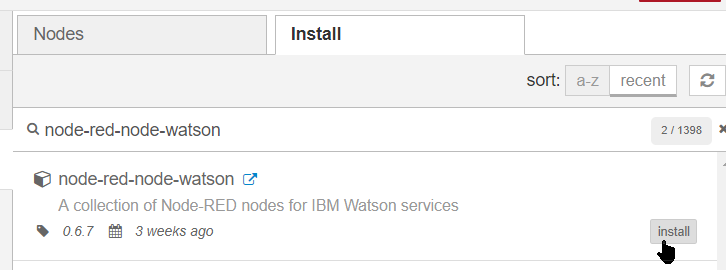 Nodes
Install
sort: a-z recent
node-red-node-watson
2 / 1398
node-red-node-watson
A collection of Node-RED nodes for IBM Watson services
0.6.7 3 weeks ago
install